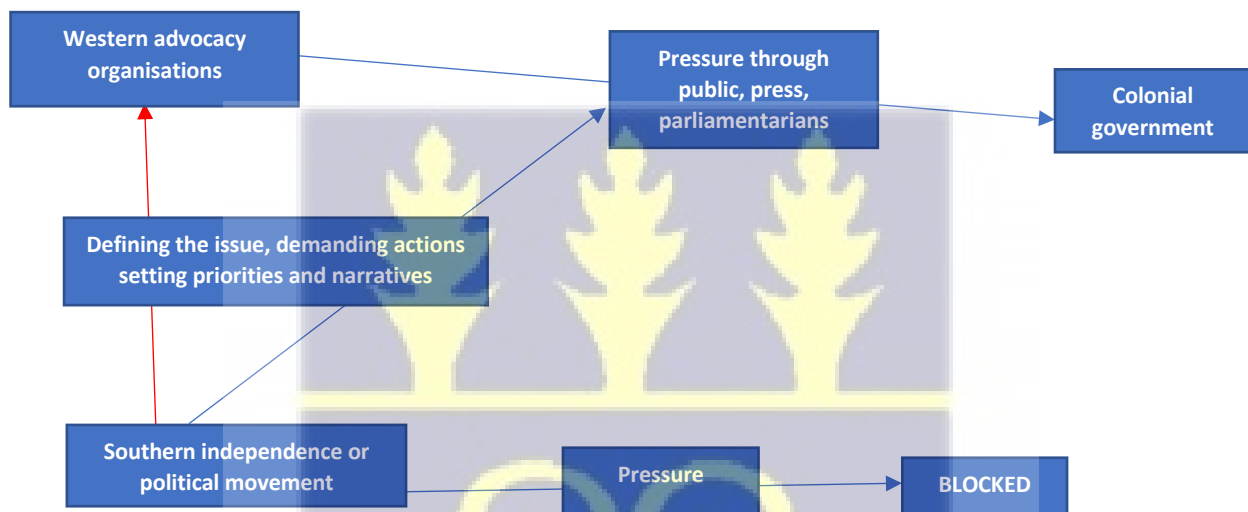 Western advocacy
organisations
Pressure through
public, press,
parliamentarians
Colonial
government
Defining the issue, demanding actions
setting priorities and narratives
Southern independence or
political movement
Pressure
BLOCKED